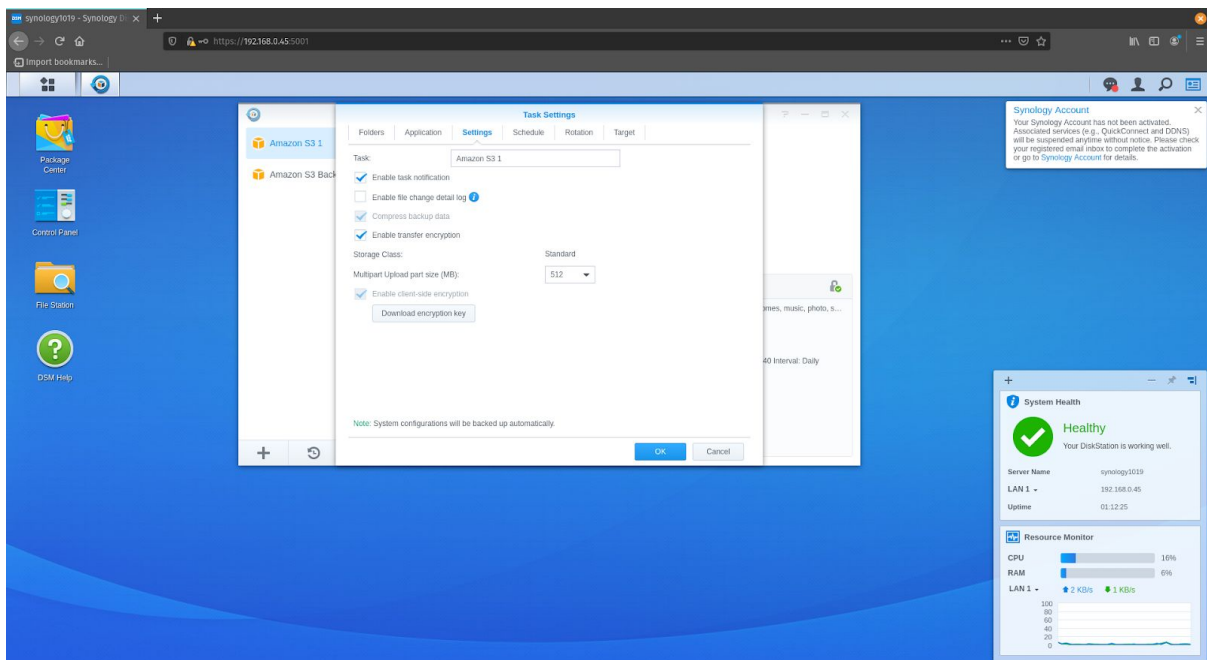 synology1019 - Synology D
https://192.168.0.45:5001
Import bookmarks...
Package
Center
Control Panel
File Station
DSM Help
Amazon S3 1
Amazon S3 Back
Task Settings
Folders Application Settings Schedule Rotation Target
Task: Amazon S3 1
Enable task notification
Enable file change detail log
Compress backup data
Enable transfer encryption
Storage Class: Standard
Multipart Upload part size (MB): 512
Enable client-side encryption
Download encryption key
omes, music, photo, s...
40 Interval: Daily
Note: System configurations will be backed up automatically.
OK Cancel
Synology Account
Your Synology Account has not been activated.
Associated services (e.g., QuickConnect and DDNS)
will be suspended anytime without notice. Please check
your registered email inbox to complete the activation
or go to Synology Account for details.
System Health
Healthy
Your DiskStation is working well.
Server Name synology1019
LAN 1 192.168.0.45
Uptime 01:12:25
Resource Monitor
CPU 16%
RAM 6%
LAN 1 2 KB/s 1 KB/s
100
80
60
40
20
0